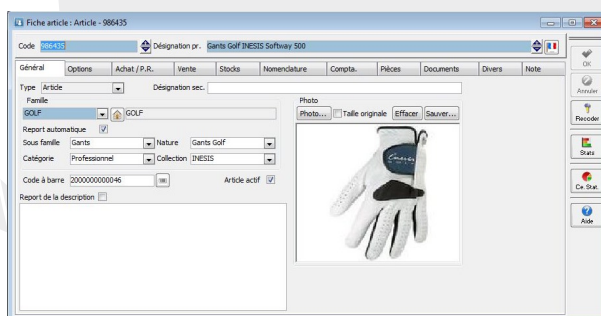 Fiche article : Article - 986435
Code 986435 Désignation pr. Gants Golf INESIS Softway 500
Général Options Achat / P.R. Vente Stocks Nomenclature Compta. Pièces Documents Divers Note
Type Article Désignation sec.
Famille
GOLF GOLF
Report automatique
Sous famille Gants Nature Gants Golf
Catégorie Professionnel Collection INESIS
Code à barre 2000000000046 Article actif
Report de la description
Photo
Photo... Taille originale Effacer Sauver...
OK
Annuler
Recoder
Stats
Ce. Stat.
Aide